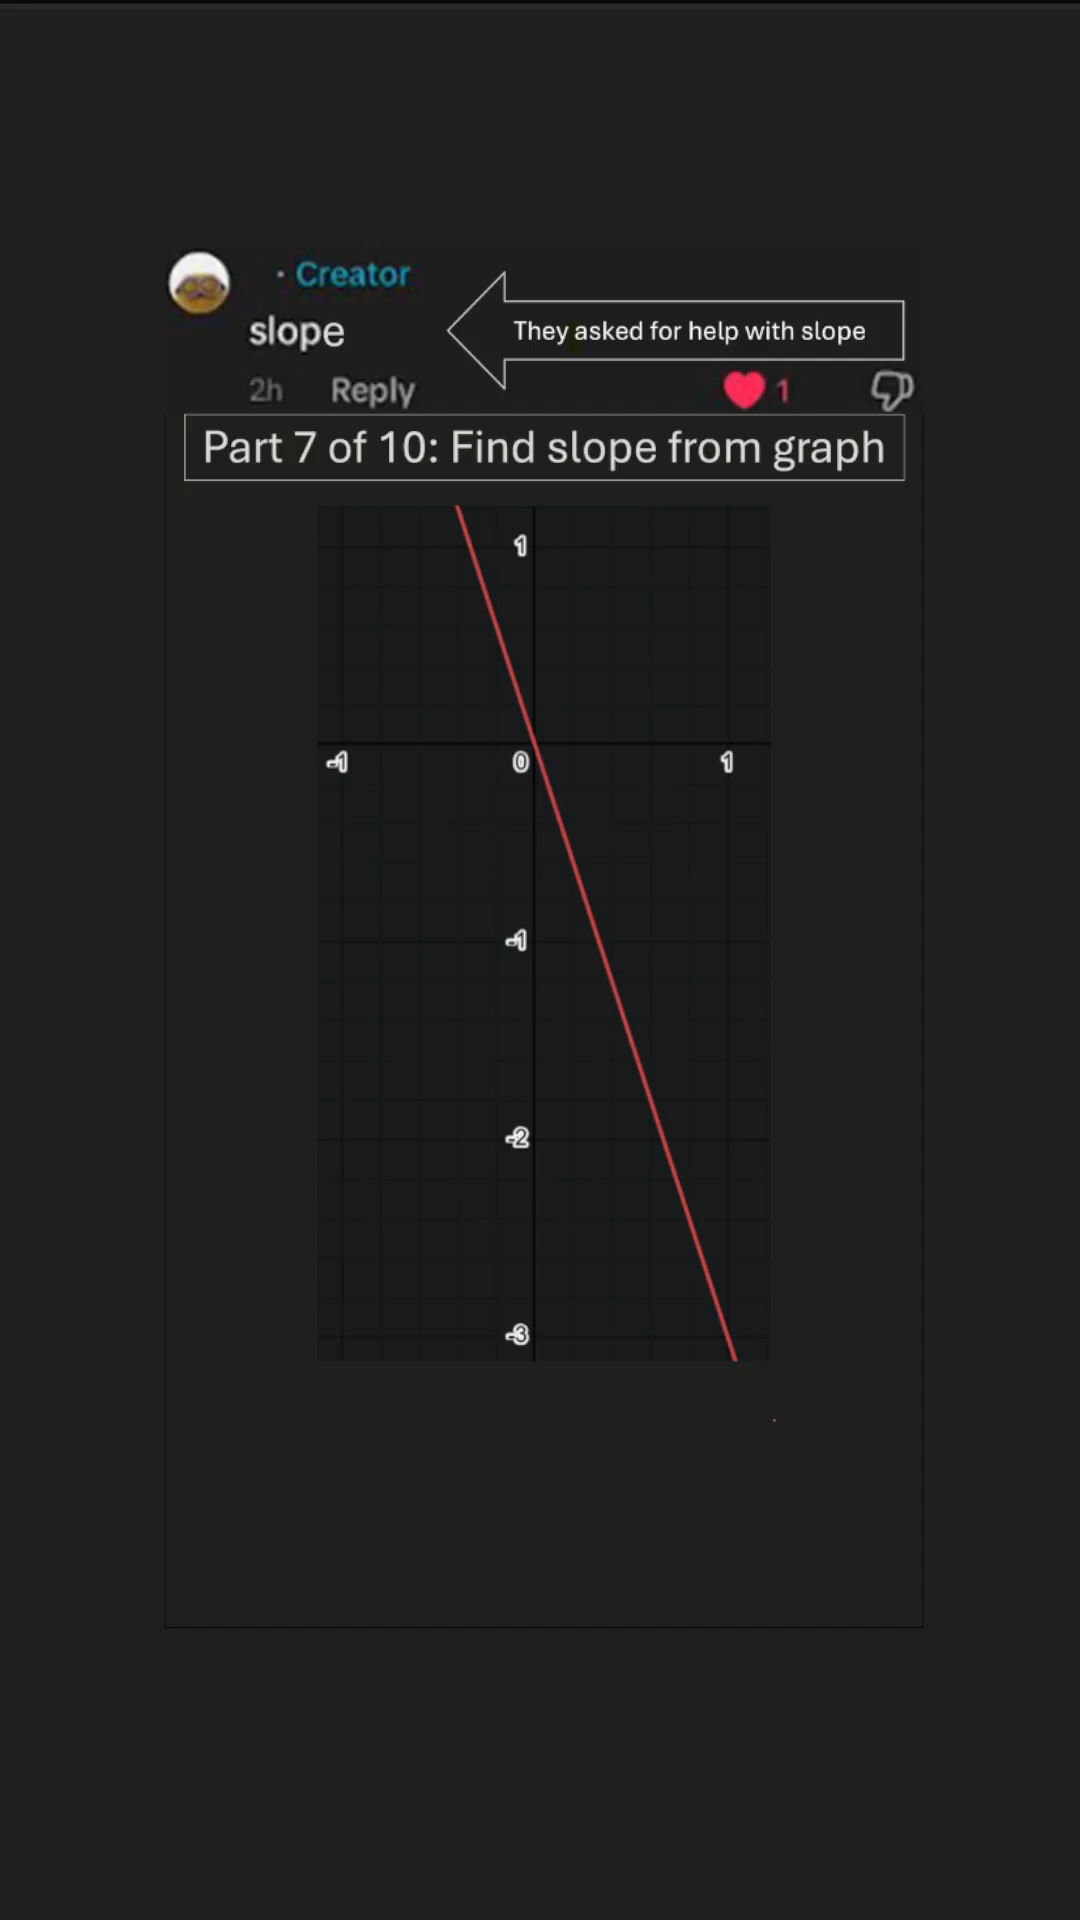 · Creator
slope
They asked for help with slope
2h Reply 1
Part 7 of 10: Find slope from graph
1
-1 0 1
-1
-2
-3